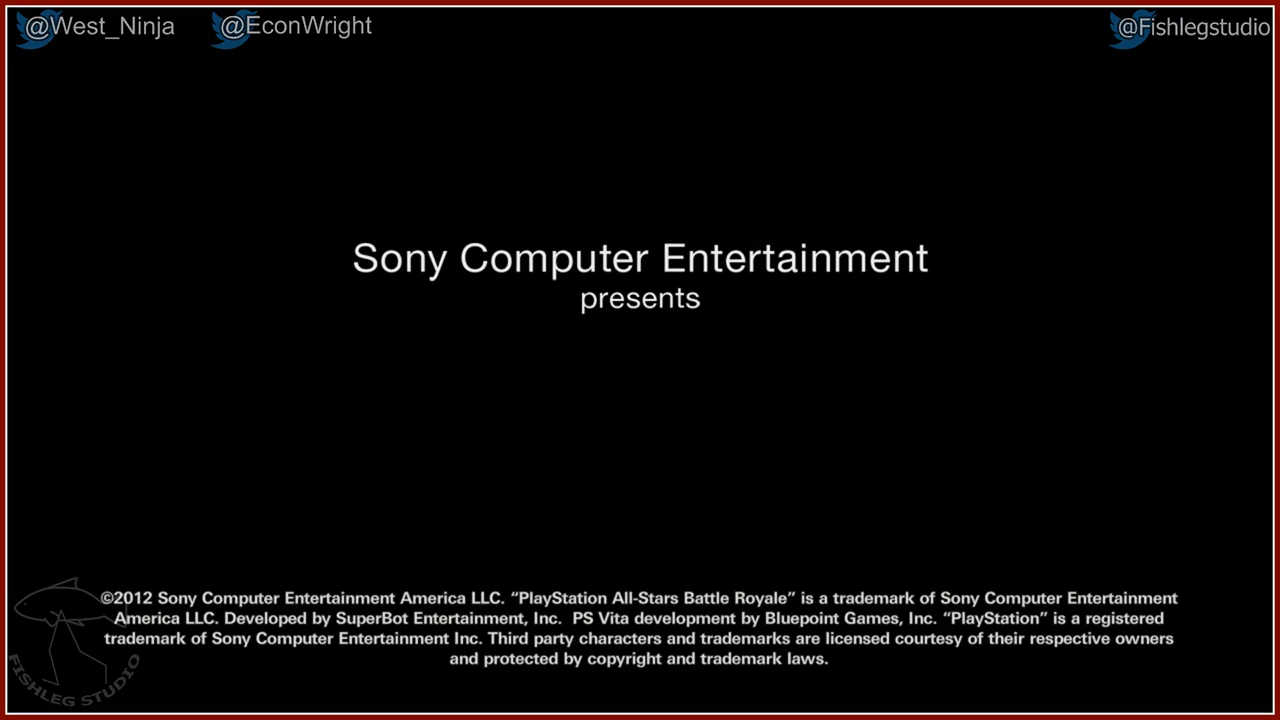 @West_Ninja @EconWright @Fishlegstudio
Sony Computer Entertainment
presents
©2012 Sony Computer Entertainment America LLC. “PlayStation All-Stars Battle Royale” is a trademark of Sony Computer Entertainment
America LLC. Developed by SuperBot Entertainment, Inc.  PS Vita development by Bluepoint Games, Inc. “PlayStation” is a registered
trademark of Sony Computer Entertainment Inc. Third party characters and trademarks are licensed courtesy of their respective owners
and protected by copyright and trademark laws.
FISHLEG STUDIO